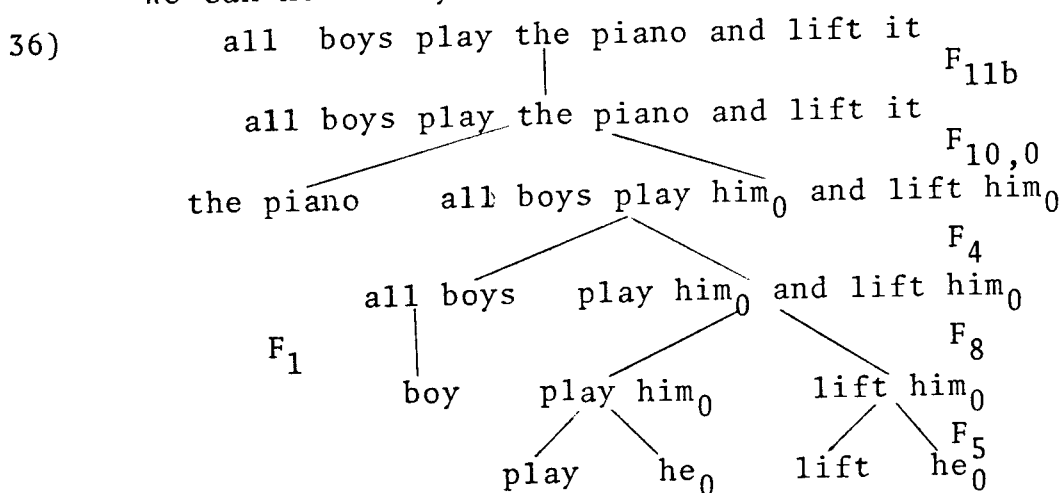 36) all boys play the piano and lift it
F11b
all boys play the piano and lift it
F10,0
the piano all boys play him0 and lift him0
F4
all boys play him0 and lift him0
F1 F8
boy play him0 lift him0
F5
play he0 lift he0